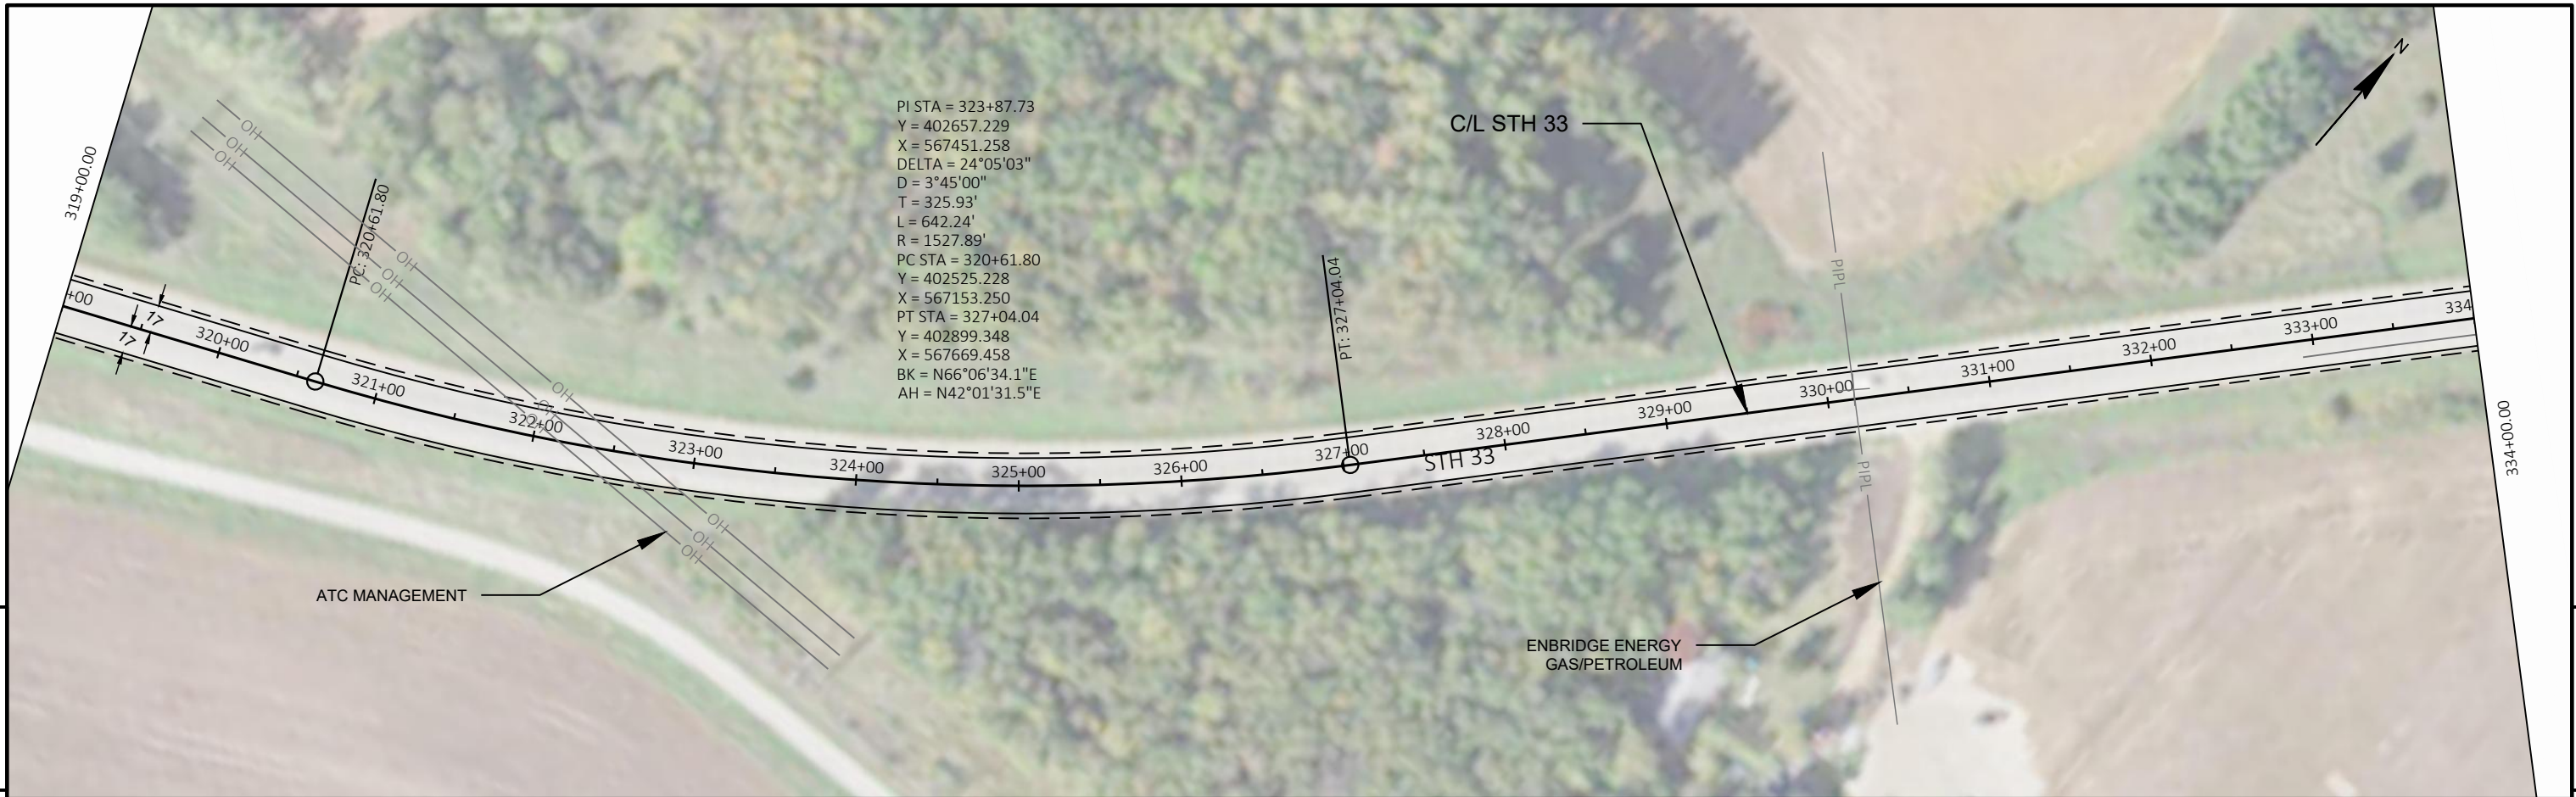 319+00.00
OH
OH
OH
PC: 320+61.80
OH
OH
OH
PI STA = 323+87.73
Y = 402657.229
X = 567451.258
DELTA = 24°05'03"
D = 3°45'00"
T = 325.93'
L = 642.24'
R = 1527.89'
PC STA = 320+61.80
Y = 402525.228
X = 567153.250
PT STA = 327+04.04
Y = 402899.348
X = 567669.458
BK = N66°06'34.1"E
AH = N42°01'31.5"E
C/L STH 33
N
PIPL
PT: 327+04.04
+00
17
17
320+00
321+00
322+00
323+00
324+00
325+00
326+00
327+00
328+00
329+00
330+00
331+00
332+00
333+00
334
STH 33
OH
OH
OH
OH
OH
OH
PIPL
334+00.00
ATC MANAGEMENT
ENBRIDGE ENERGY
GAS/PETROLEUM